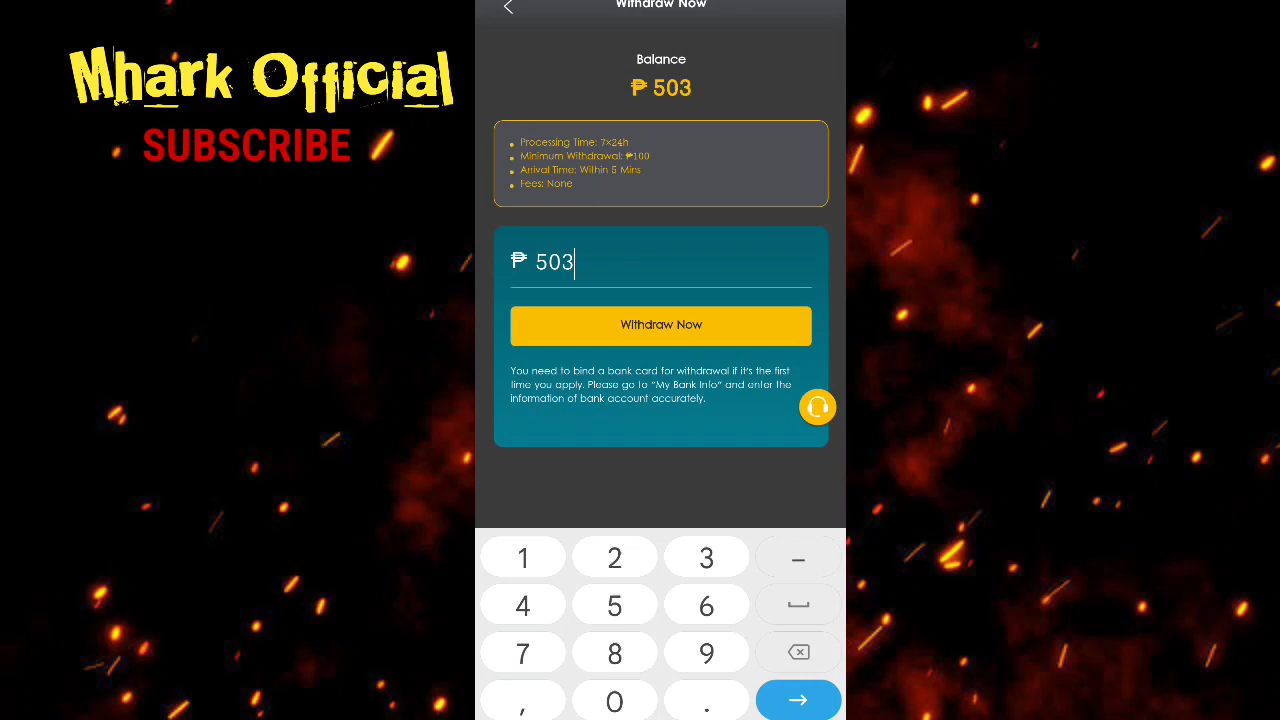 Mhark Official
SUBSCRIBE
Withdraw Now
Balance
₱ 503
• Processing Time: 7×24h
• Minimum Withdrawal: ₱100
• Arrival Time: Within 5 Mins
• Fees: None
₱ 503
Withdraw Now
You need to bind a bank card for withdrawal if it's the first
time you apply. Please go to "My Bank Info" and enter the
information of bank account accurately.
1 2 3 –
4 5 6
7 8 9
, 0 .